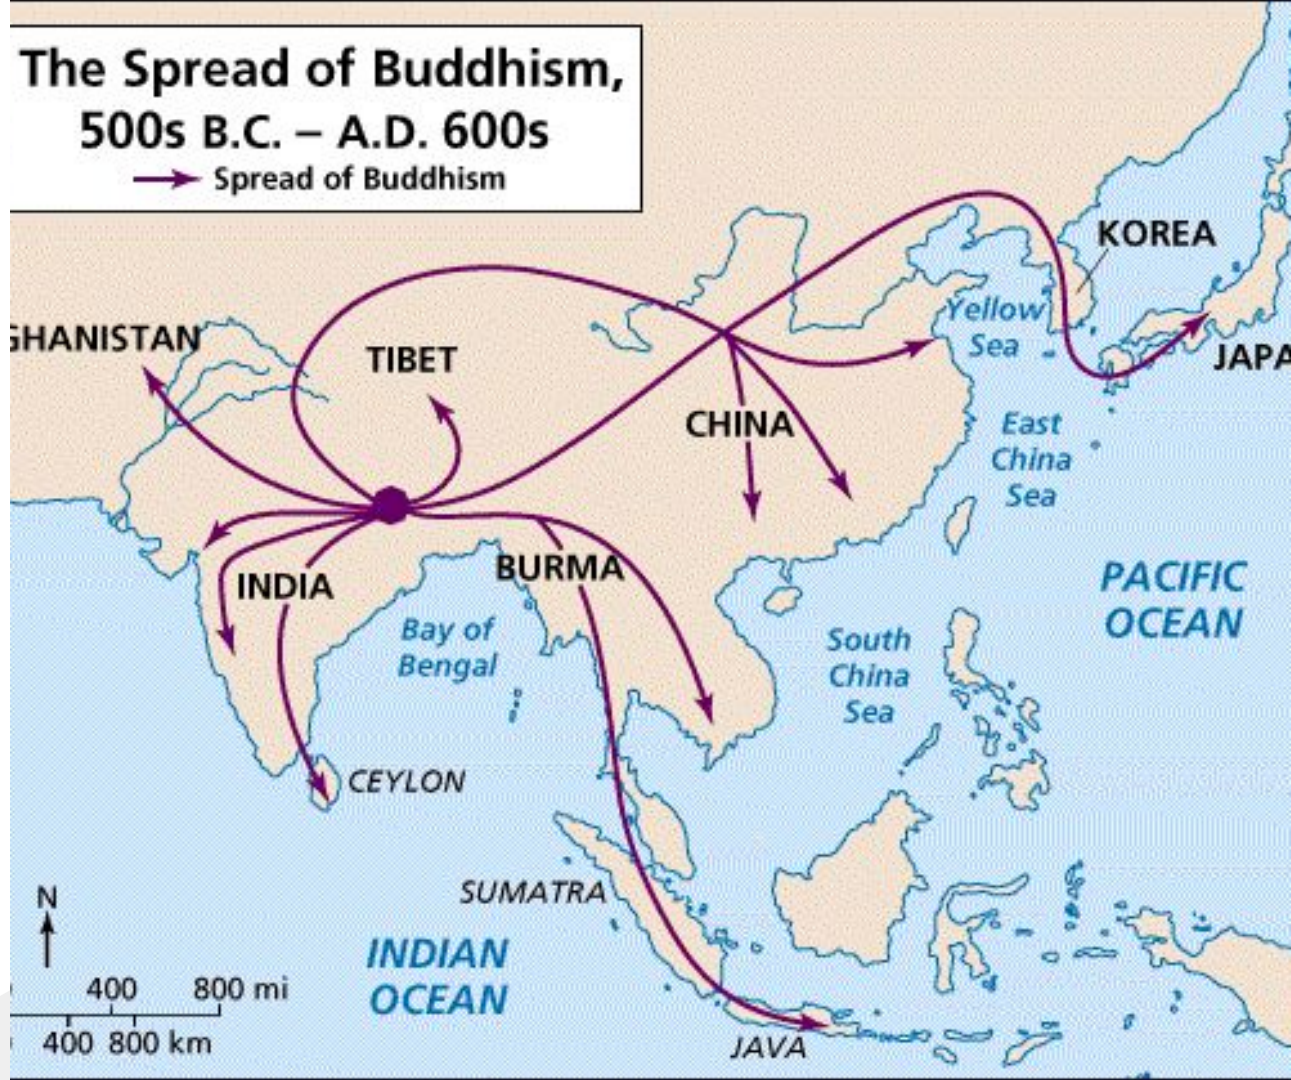 The Spread of Buddhism,
500s B.C. – A.D. 600s
Spread of Buddhism
KOREA
Yellow
Sea
GHANISTAN
TIBET
JAPA
CHINA
East
China
Sea
BURMA
INDIA
PACIFIC
OCEAN
Bay of
Bengal
South
China
Sea
CEYLON
SUMATRA
N
INDIAN
OCEAN
400 800 mi
400 800 km
JAVA